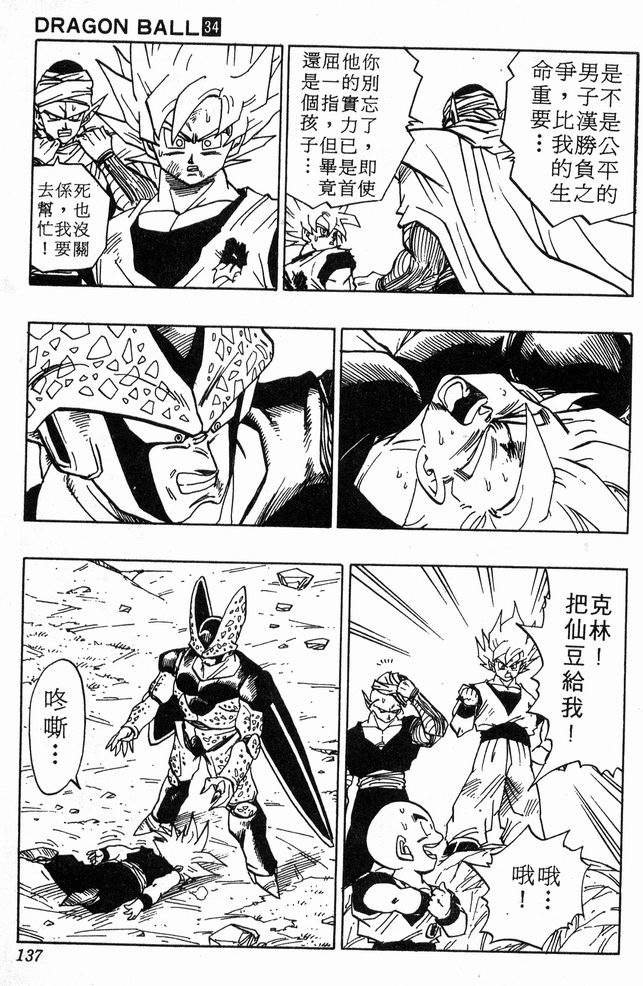 DRAGON BALL 34
是不是公平的
男子漢勝負之
爭，比我的生
命重要…
你別忘了，即使
他的實力已是首
屈一指，但畢竟
還是個孩子…
死也沒關
係，我要
去幫忙！
克林！
把仙豆給我！
哦…
哦！
咚嘶…
137